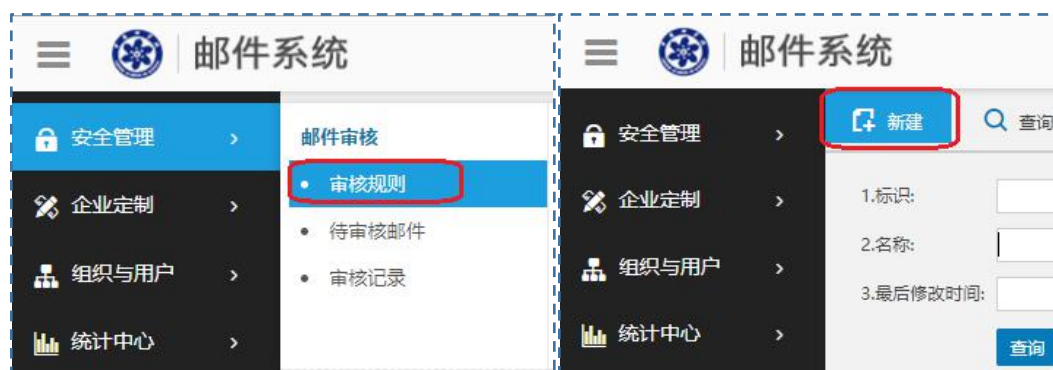 邮件系统
安全管理
企业定制
组织与用户
统计中心
邮件审核
审核规则
待审核邮件
审核记录
邮件系统
安全管理
企业定制
组织与用户
统计中心
新建
查询
1.标识:
2.名称:
3.最后修改时间:
查询